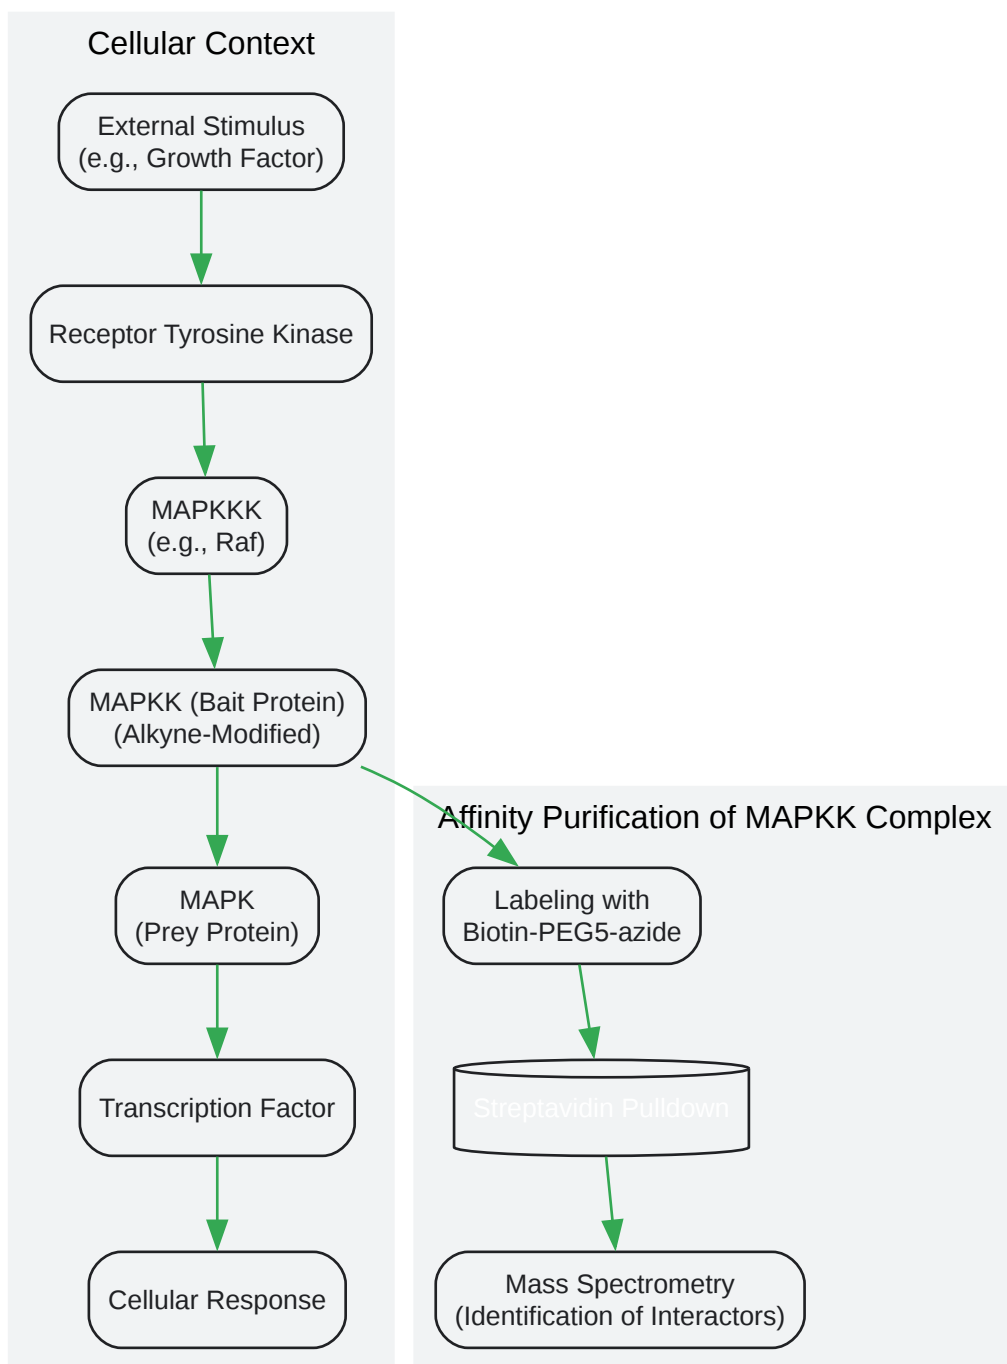 Cellular Context
External Stimulus
(e.g., Growth Factor)
Receptor Tyrosine Kinase
MAPKKK
(e.g., Raf)
MAPKK (Bait Protein)
(Alkyne-Modified)
MAPK
(Prey Protein)
Transcription Factor
Cellular Response
Affinity Purification of MAPKK Complex
Labeling with
Biotin-PEG5-azide
Streptavidin Pulldown
Mass Spectrometry
(Identification of Interactors)